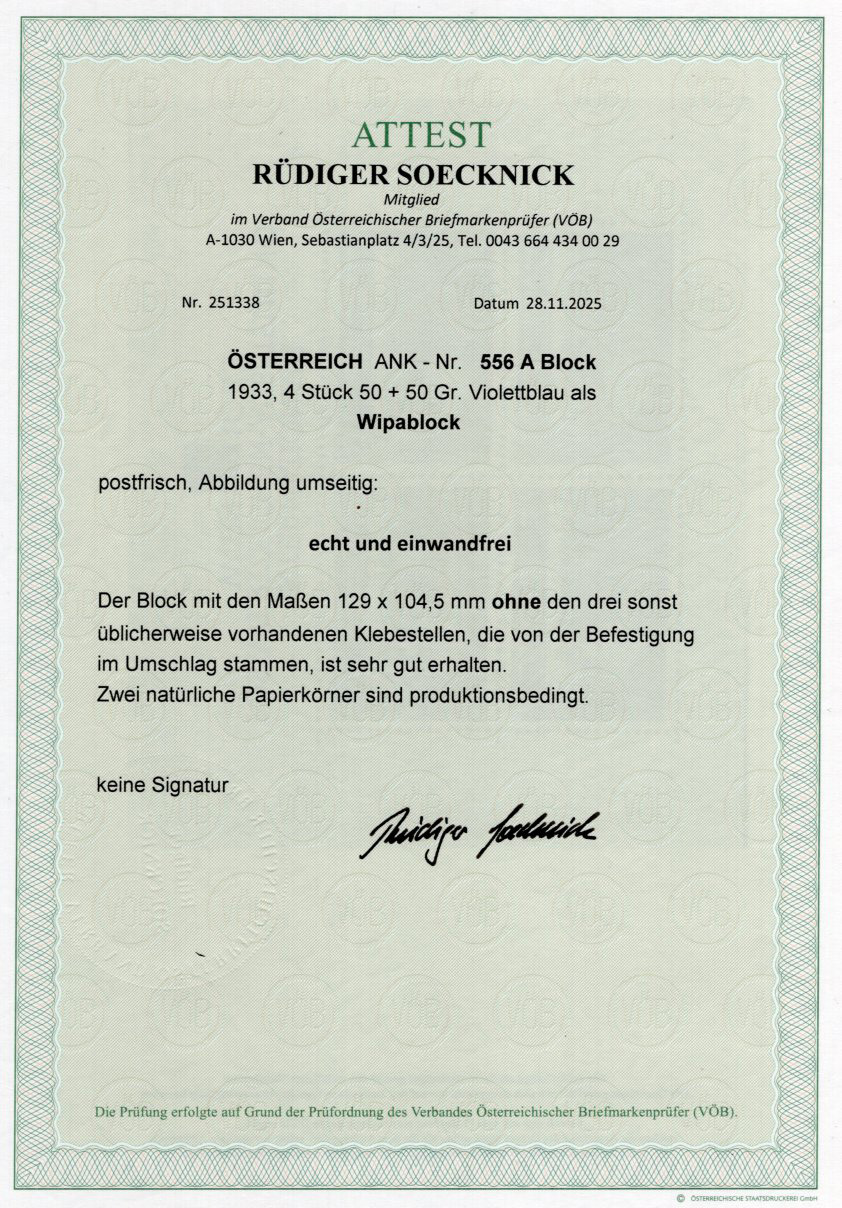 ATTEST
RÜDIGER SOECKNICK
Mitglied
im Verband Österreichischer Briefmarkenprüfer (VÖB)
A-1030 Wien, Sebastianplatz 4/3/25, Tel. 0043 664 434 00 29
Nr. 251338 Datum 28.11.2025
ÖSTERREICH ANK - Nr. 556 A Block
1933, 4 Stück 50 + 50 Gr. Violettblau als
Wipablock
postfrisch, Abbildung umseitig:
echt und einwandfrei
Der Block mit den Maßen 129 x 104,5 mm ohne den drei sonst
üblicherweise vorhandenen Klebestellen, die von der Befestigung
im Umschlag stammen, ist sehr gut erhalten.
Zwei natürliche Papierkörner sind produktionsbedingt.
keine Signatur
Rüdiger Soecknick
Die Prüfung erfolgte auf Grund der Prüfordnung des Verbandes Österreichischer Briefmarkenprüfer (VÖB).
© ÖSTERREICHISCHE STAATSDRUCKEREI GmbH